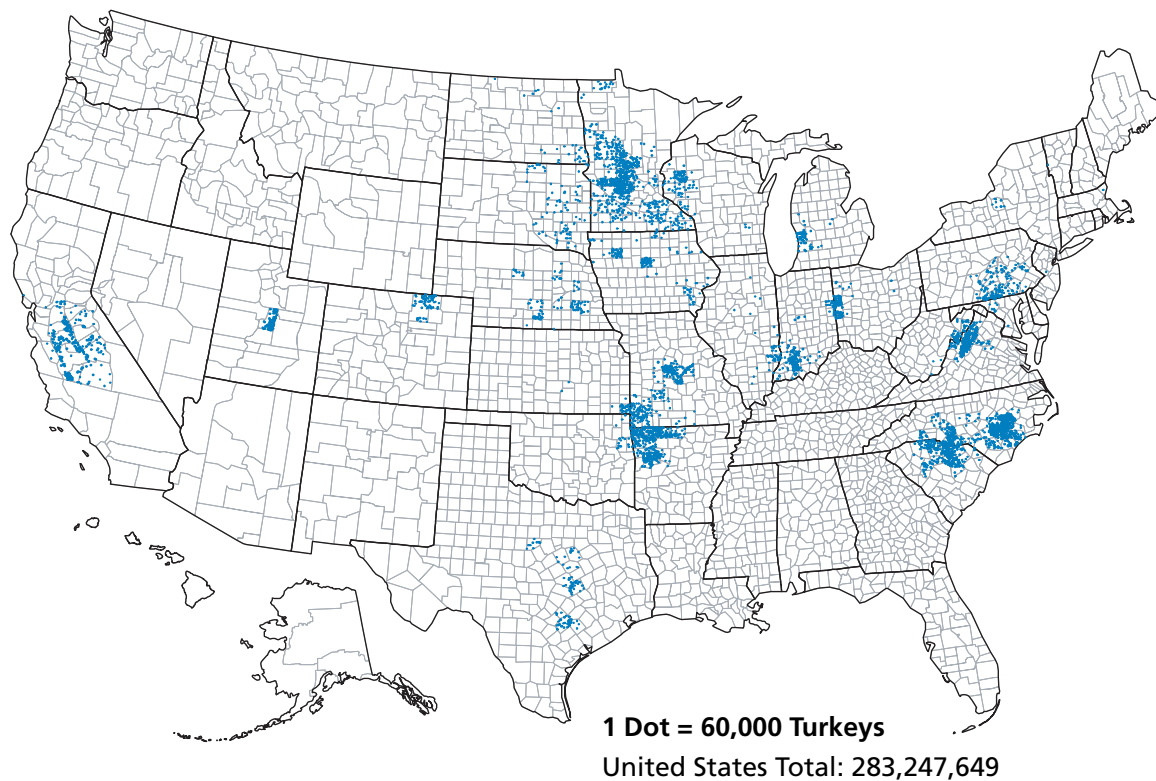 1 Dot = 60,000 Turkeys
United States Total: 283,247,649